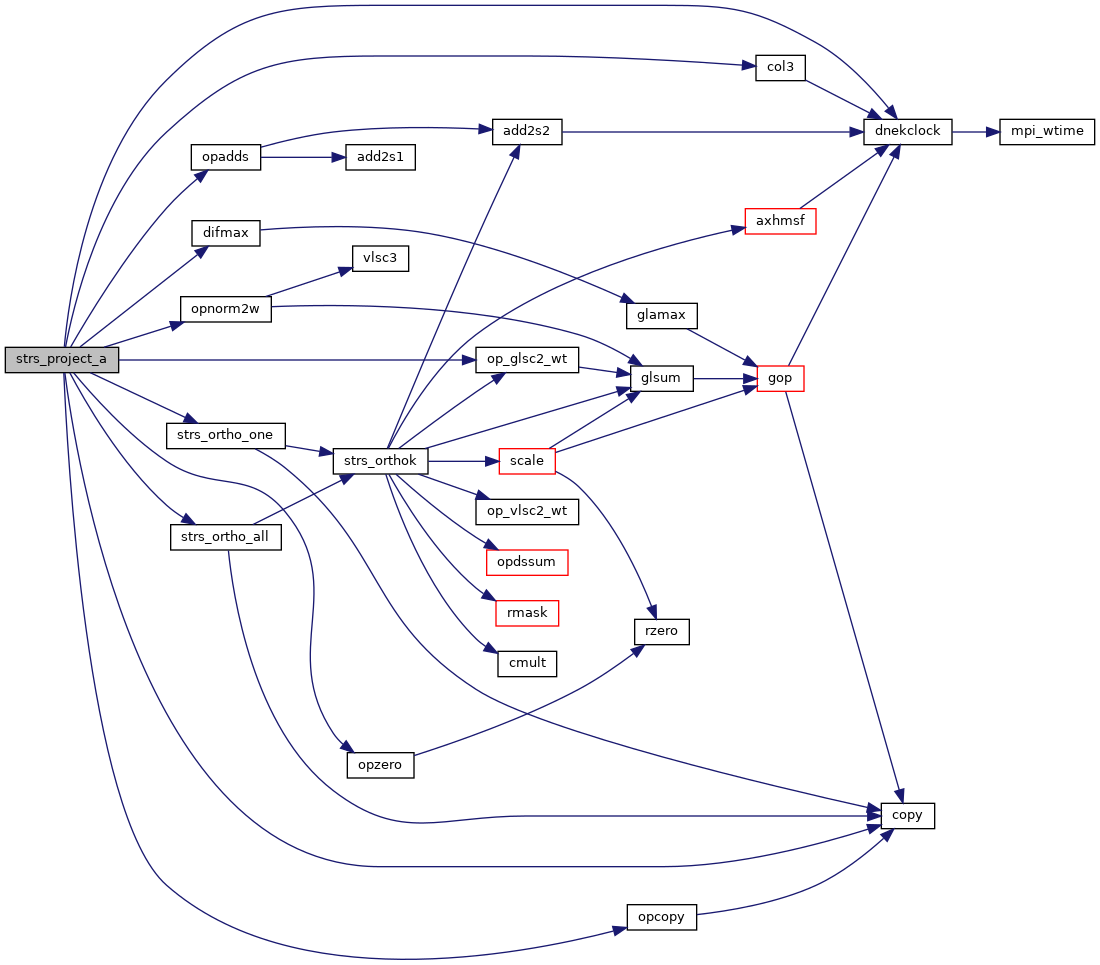 col3
add2s2
dnekclock
mpi_wtime
opadds
add2s1
axhmsf
difmax
vlsc3
opnorm2w
glamax
strs_project_a
op_glsc2_wt
glsum
gop
strs_ortho_one
strs_orthok
scale
op_vlsc2_wt
strs_ortho_all
opdssum
rmask
rzero
cmult
opzero
copy
opcopy